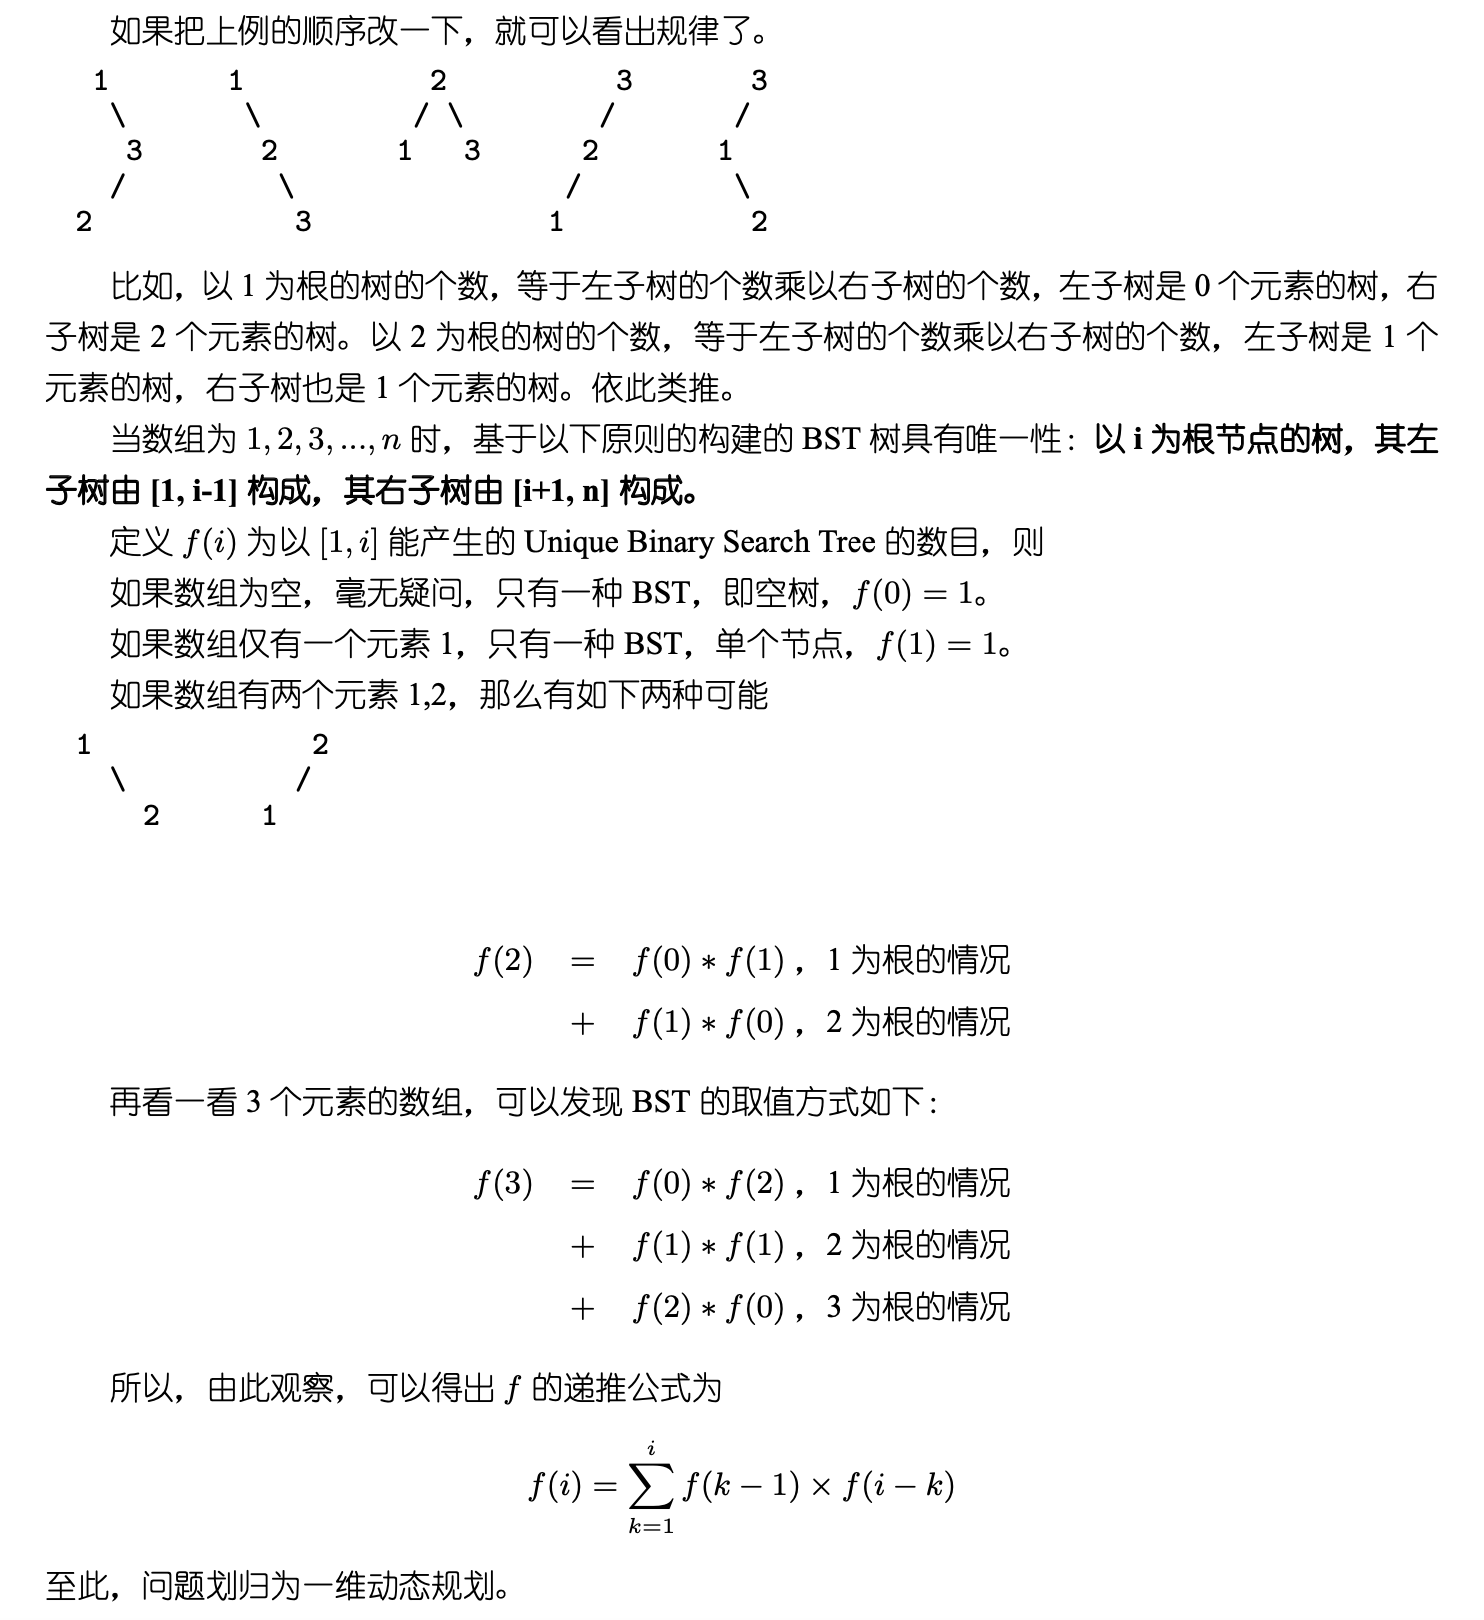 如果把上例的顺序改一下，就可以看出规律了。
1 1 2 3 3
\ \ / \ / /
3 2 1 3 2 1
/ \ / \
2 3 1 2
比如，以 1 为根的树的个数，等于左子树的个数乘以右子树的个数，左子树是 0 个元素的树，右
子树是 2 个元素的树。以 2 为根的树的个数，等于左子树的个数乘以右子树的个数，左子树是 1 个
元素的树，右子树也是 1 个元素的树。依此类推。
当数组为 1, 2, 3, ..., n 时，基于以下原则的构建的 BST 树具有唯一性：以 i 为根节点的树，其左
子树由 [1, i-1] 构成，其右子树由 [i+1, n] 构成。
定义 f(i) 为以 [1, i] 能产生的 Unique Binary Search Tree 的数目，则
如果数组为空，毫无疑问，只有一种 BST，即空树，f(0) = 1。
如果数组仅有一个元素 1，只有一种 BST，单个节点，f(1) = 1。
如果数组有两个元素 1,2，那么有如下两种可能
1 2
\ /
2 1
f(2) = f(0) * f(1) ，1 为根的情况
+ f(1) * f(0) ，2 为根的情况
再看一看 3 个元素的数组，可以发现 BST 的取值方式如下：
f(3) = f(0) * f(2) ，1 为根的情况
+ f(1) * f(1) ，2 为根的情况
+ f(2) * f(0) ，3 为根的情况
所以，由此观察，可以得出 f 的递推公式为
f(i) = ∑_{k=1}^{i} f(k − 1) × f(i − k)
至此，问题划归为一维动态规划。